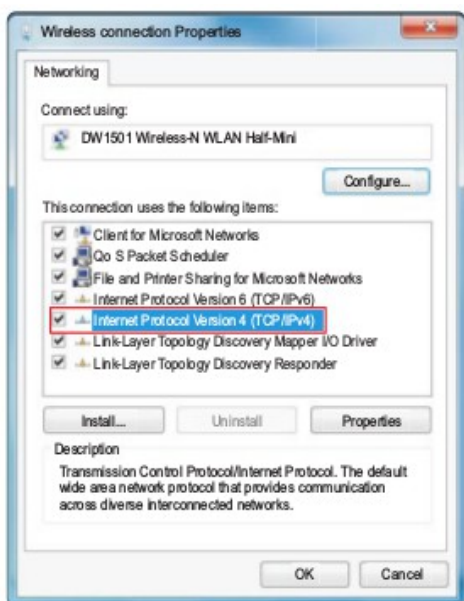 Wireless connection Properties
Networking
Connect using:
DW1501 Wireless-N WLAN Half-Mini
Configure...
This connection uses the following items:
Client for Microsoft Networks
Qo S Packet Scheduler
File and Printer Sharing for Microsoft Networks
Internet Protocol Version 6 (TCP/IPv6)
Internet Protocol Version 4 (TCP/IPv4)
Link-Layer Topology Discovery Mapper I/O Driver
Link-Layer Topology Discovery Responder
Install... Uninstall Properties
Description
Transmission Control Protocol/Internet Protocol. The default
wide area network protocol that provides communication
across diverse interconnected networks.
OK Cancel